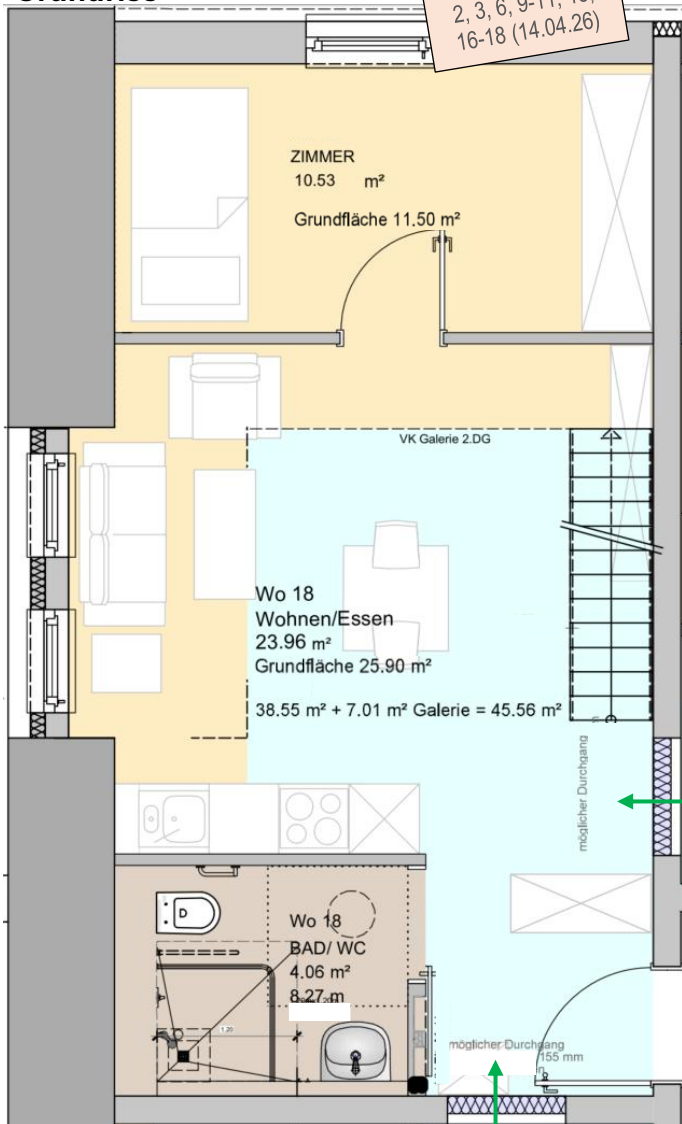 2, 3, 6, 9-11,
16-18 (14.04.26)
ZIMMER
10.53 m²
Grundfläche 11.50 m²
VK Galerie 2.DG
Wo 18
Wohnen/Essen
23.96 m²
Grundfläche 25.90 m²
38.55 m² + 7.01 m² Galerie = 45.56 m²
möglicher Durchgang
Wo 18
BAD/ WC
4.06 m²
8.27 m
1.20
möglicher Durchgang
155 mm